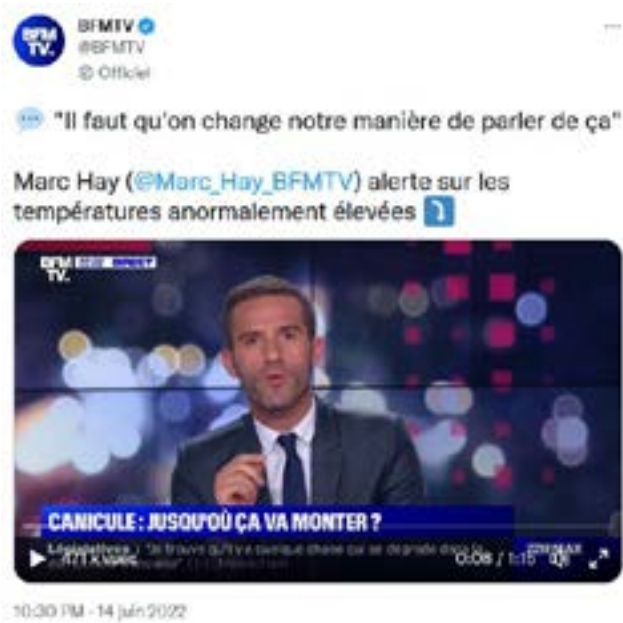 BFMTV
@BFMTV
Officiel
"Il faut qu'on change notre manière de parler de ça"
Marc Hay (@Marc_Hay_BFMTV) alerte sur les
températures anormalement élevées
BFM
TV.
DIRECT
CANICULE : JUSQU'OÙ ÇA VA MONTER ?
Législatives
0:08 / 1:15
10:30 PM - 14 juin 2022